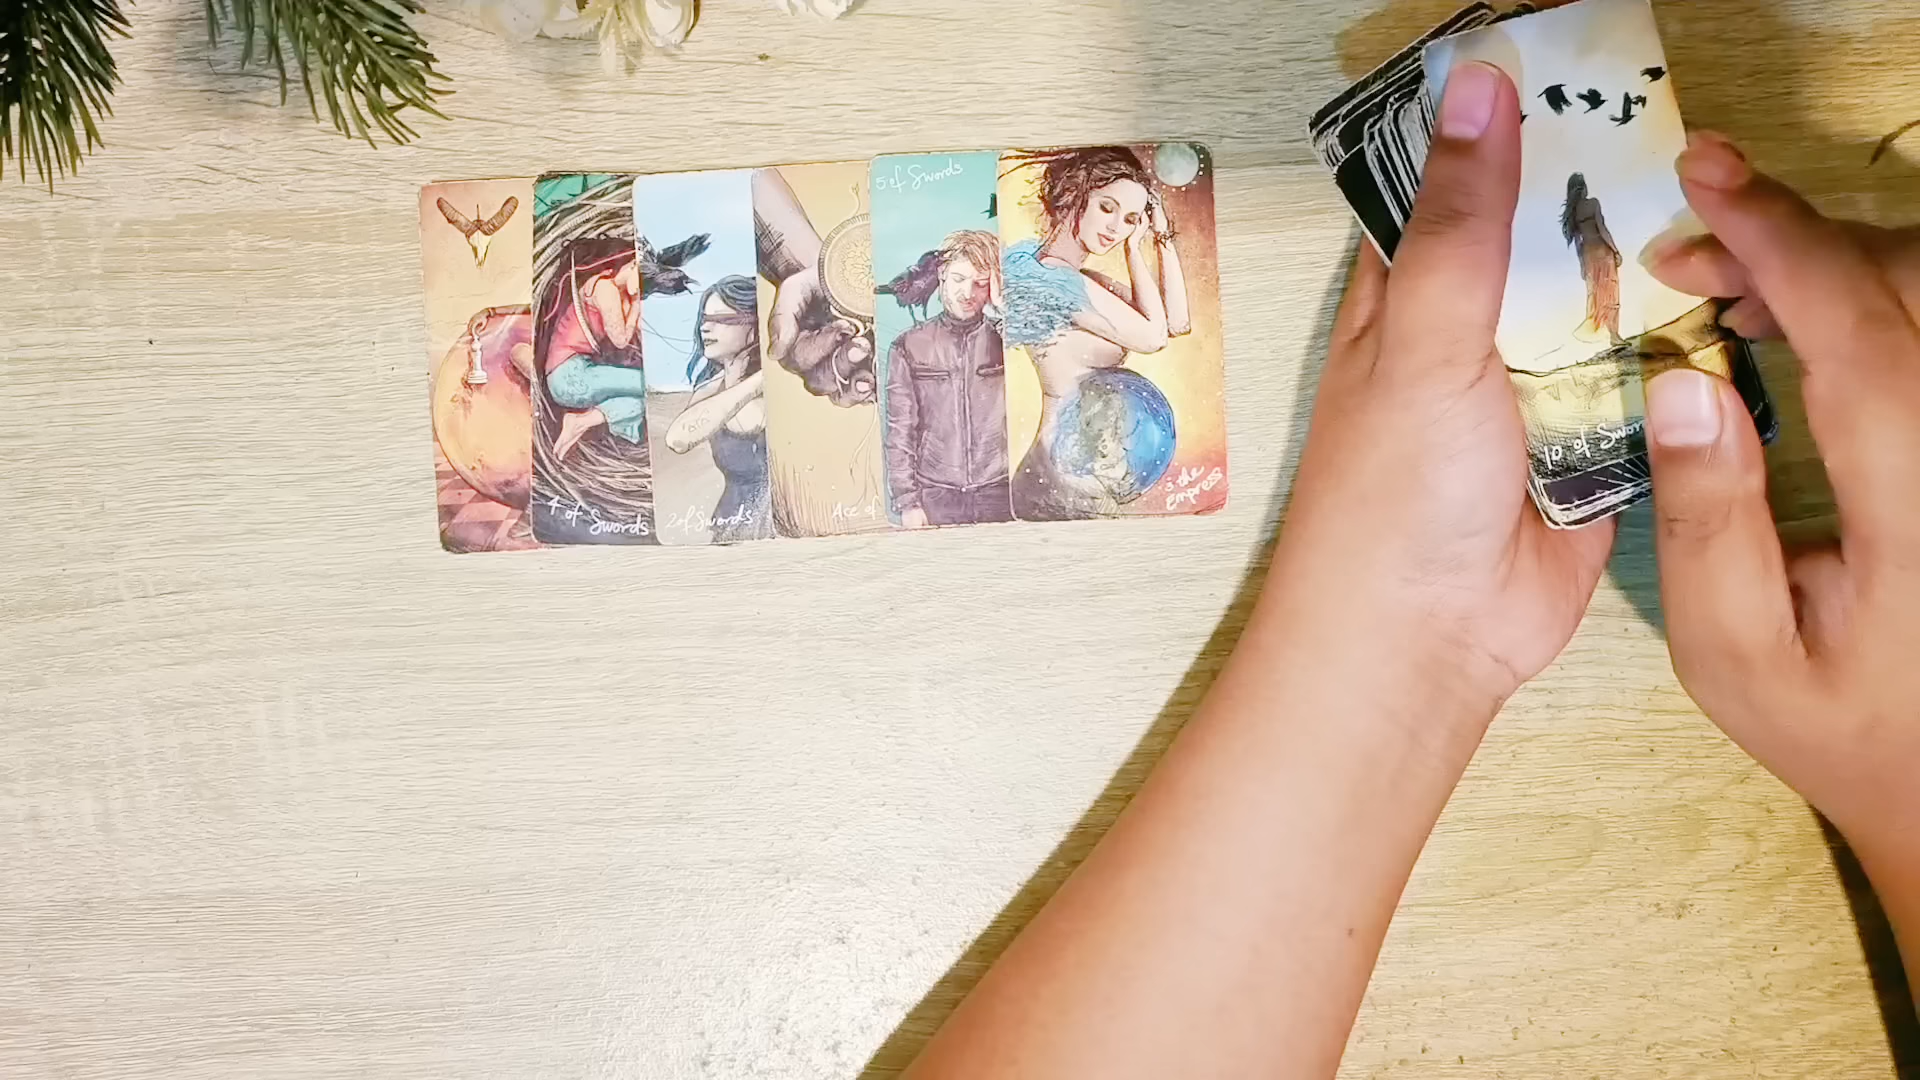 4 of Swords
2 of Swords
Ace of
5 of Swords
3 the
Empress
10 of Swor